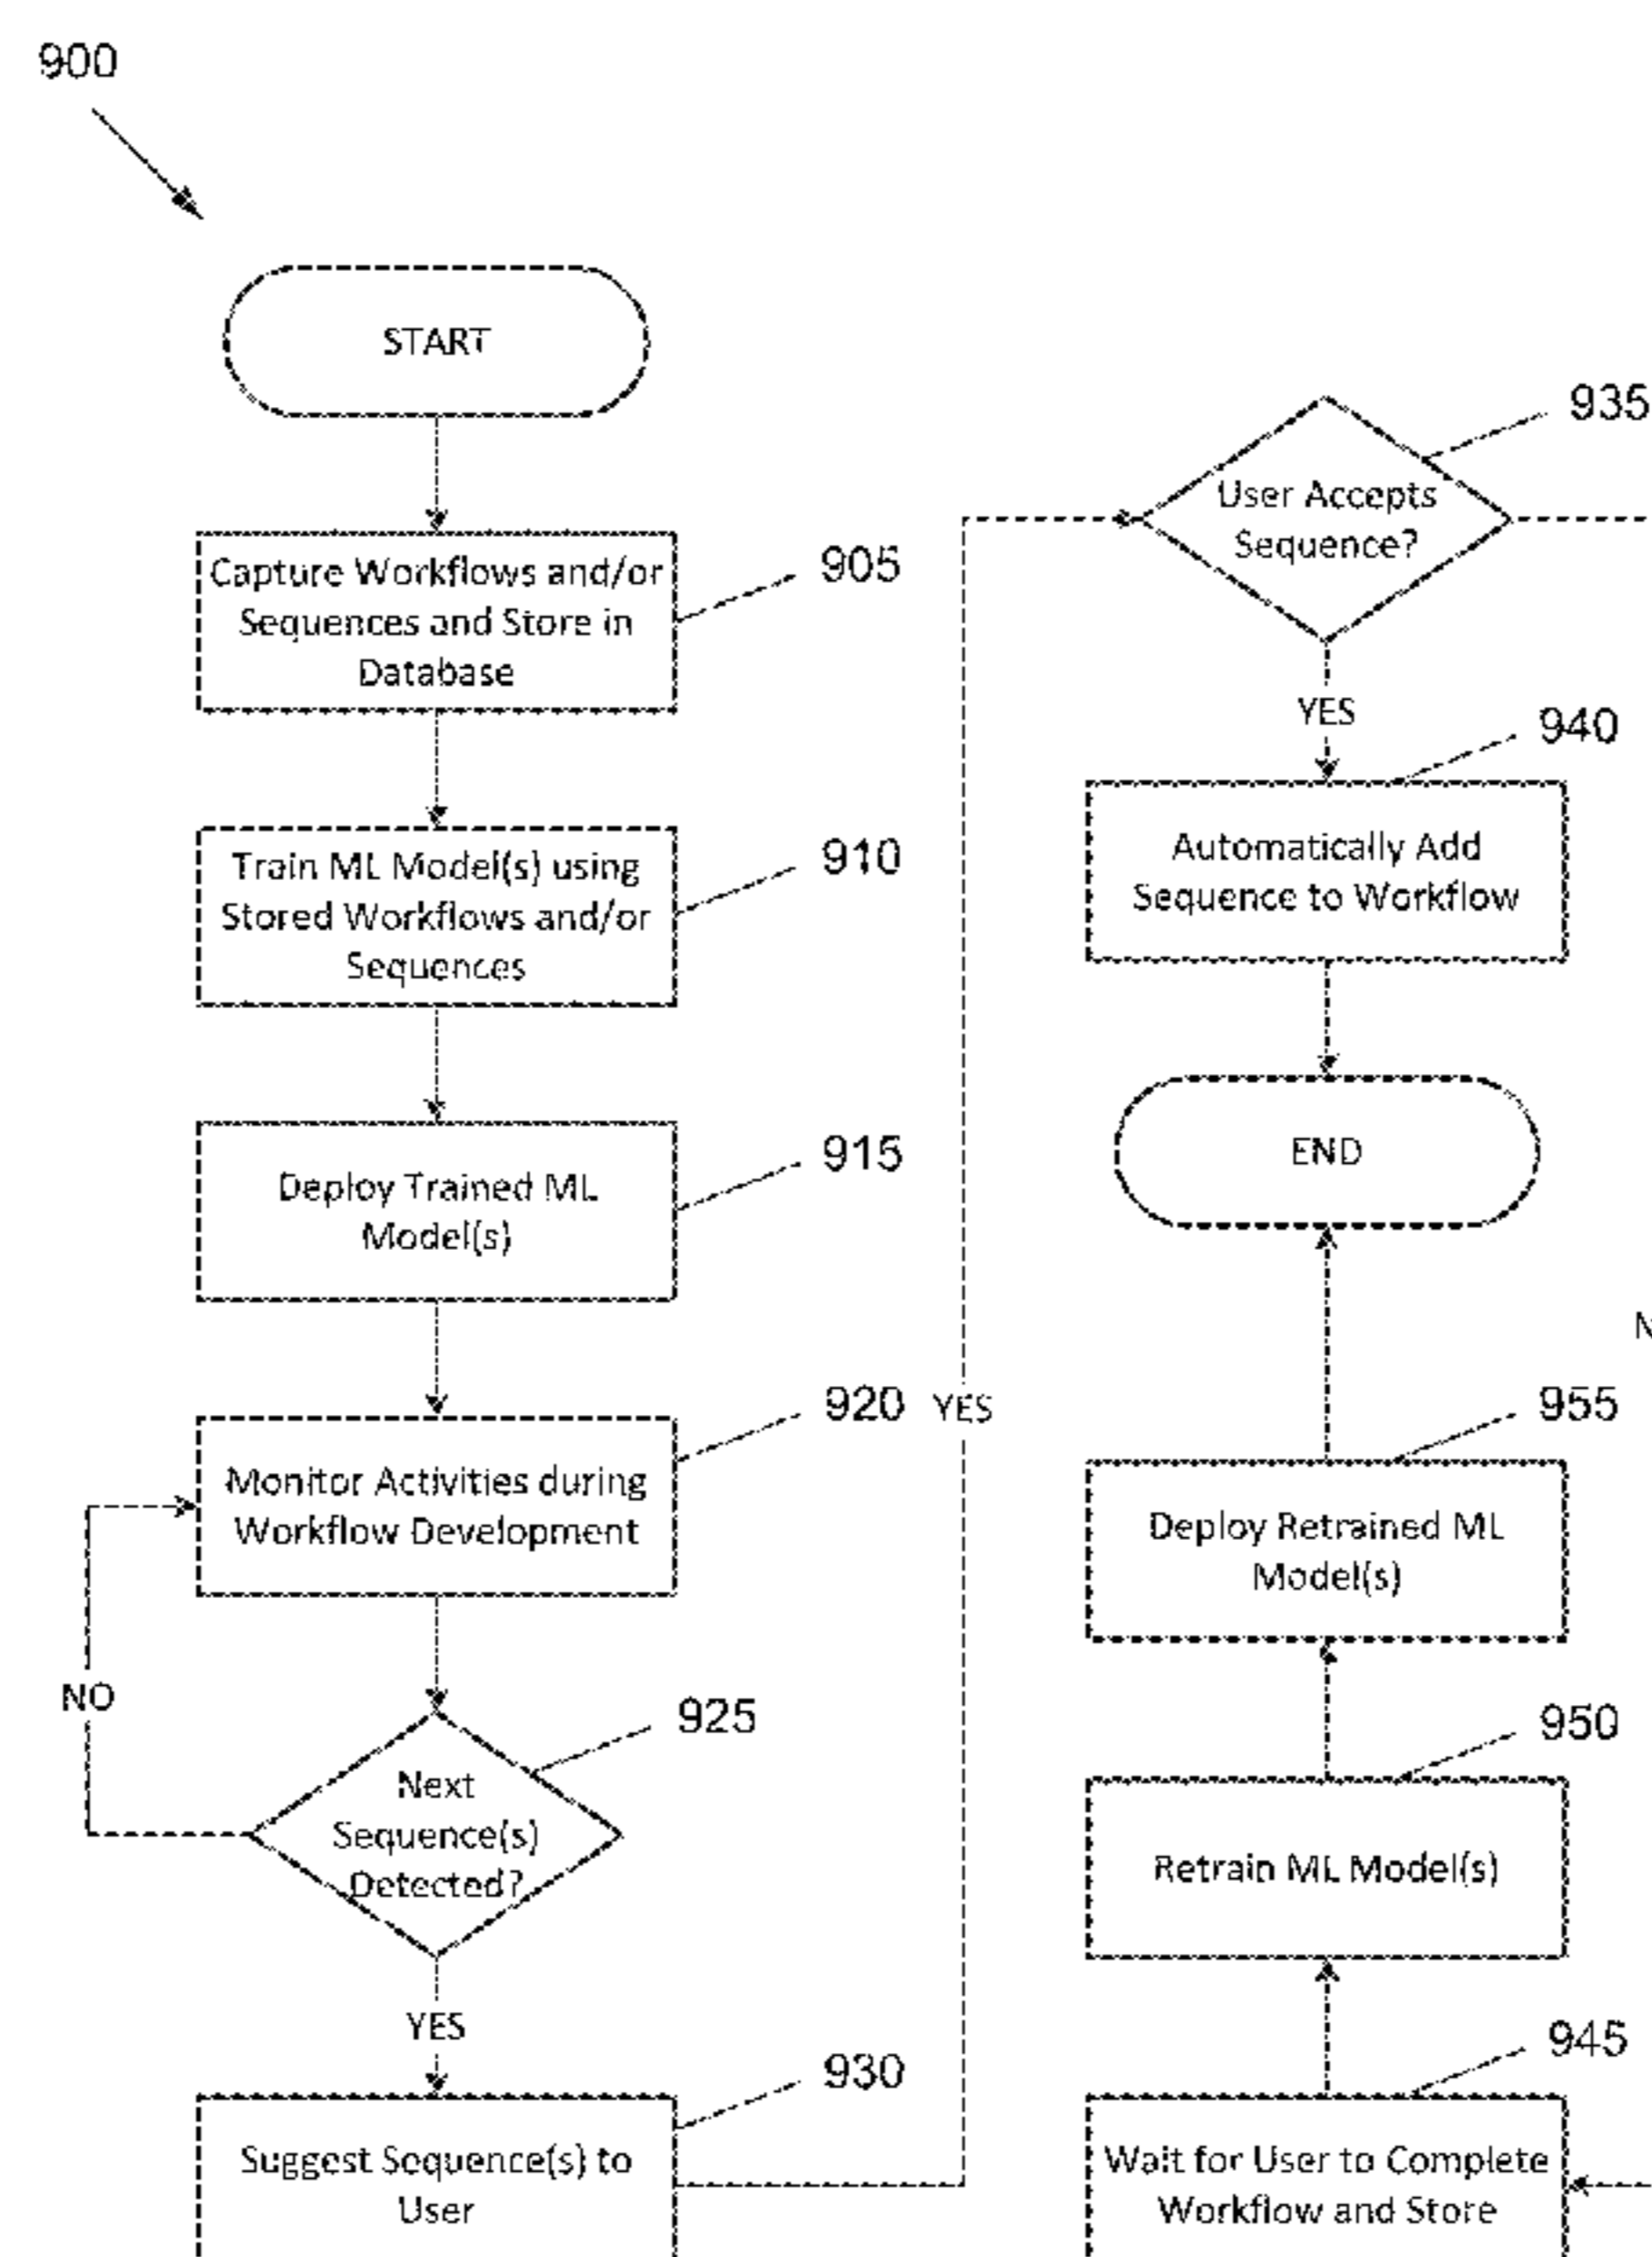 900
START
Capture Workflows and/or
Sequences and Store in
Database
905
Train ML Model(s) using
Stored Workflows and/or
Sequences
910
Deploy Trained ML
Model(s)
915
Monitor Activities during
Workflow Development
920
NO
Next
Sequence(s)
Detected?
925
YES
Suggest Sequence(s) to
User
930
YES
User Accepts
Sequence?
935
YES
Automatically Add
Sequence to Workflow
940
END
Deploy Retrained ML
Model(s)
955
Retrain ML Model(s)
950
Wait for User to Complete
Workflow and Store
945